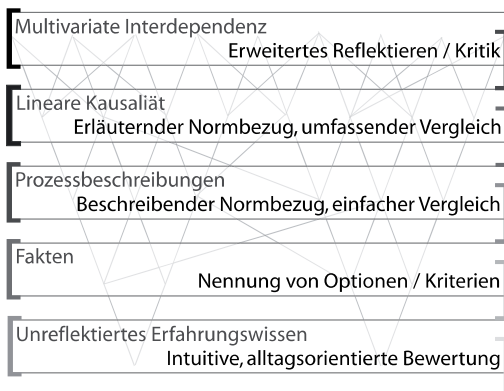 Multivariate Interdependenz
Erweitertes Reflektieren / Kritik
Lineare Kausaliät
Erläuternder Normbezug, umfassender Vergleich
Prozessbeschreibungen
Beschreibender Normbezug, einfacher Vergleich
Fakten
Nennung von Optionen / Kriterien
Unreflektiertes Erfahrungswissen
Intuitive, alltagsorientierte Bewertung